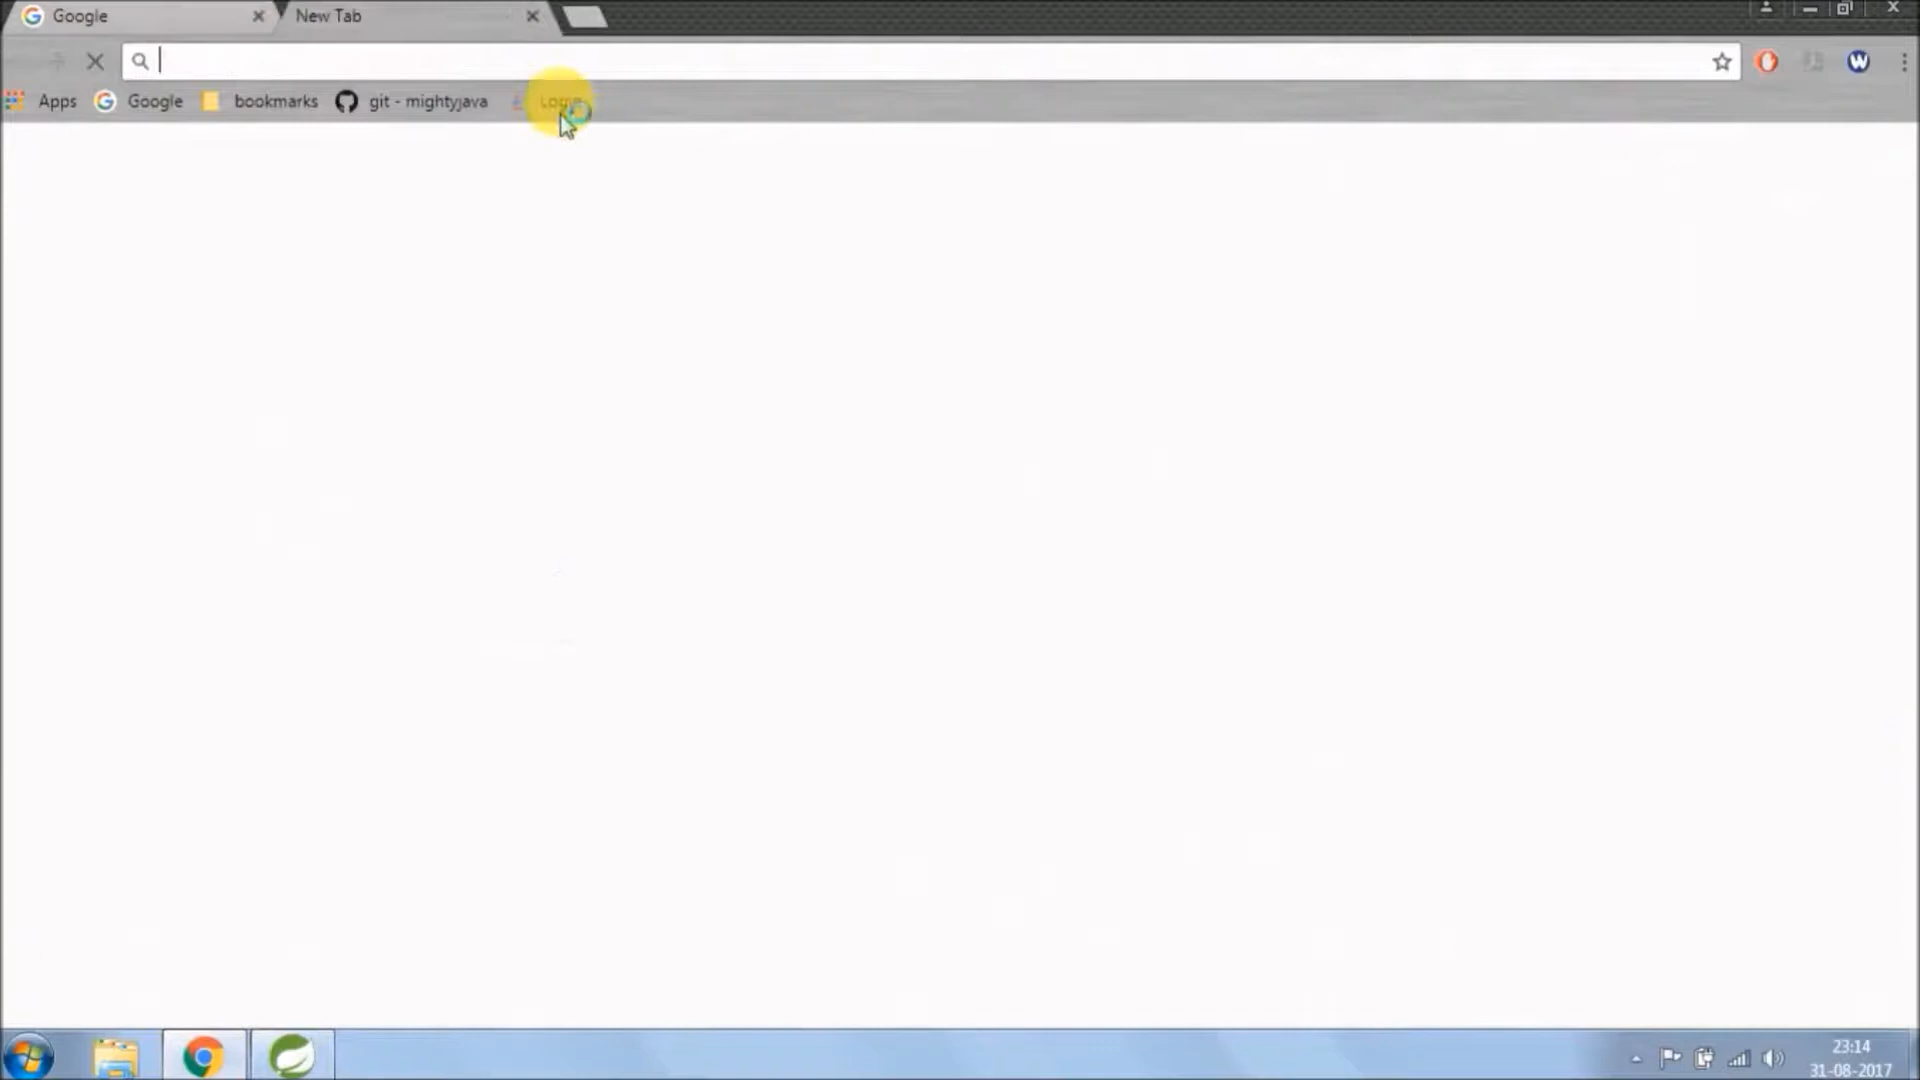 Google
New Tab
Apps
Google
bookmarks
git - mightyjava
23:14
31-08-2017